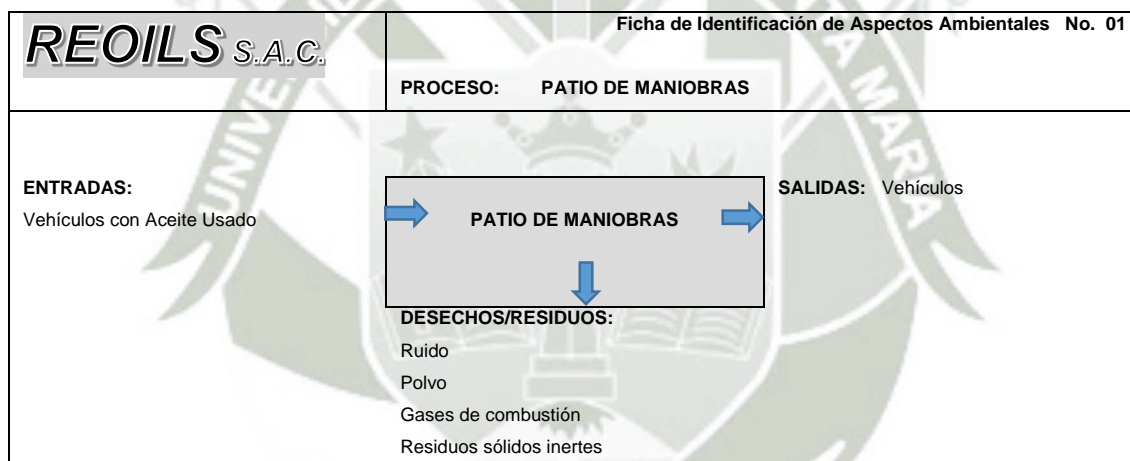 REOILS S.A.C.
Ficha de Identificación de Aspectos Ambientales No. 01
PROCESO: PATIO DE MANIOBRAS
ENTRADAS:
Vehículos con Aceite Usado
PATIO DE MANIOBRAS
SALIDAS: Vehículos
DESECHOS/RESIDUOS:
Ruido
Polvo
Gases de combustión
Residuos sólidos inertes